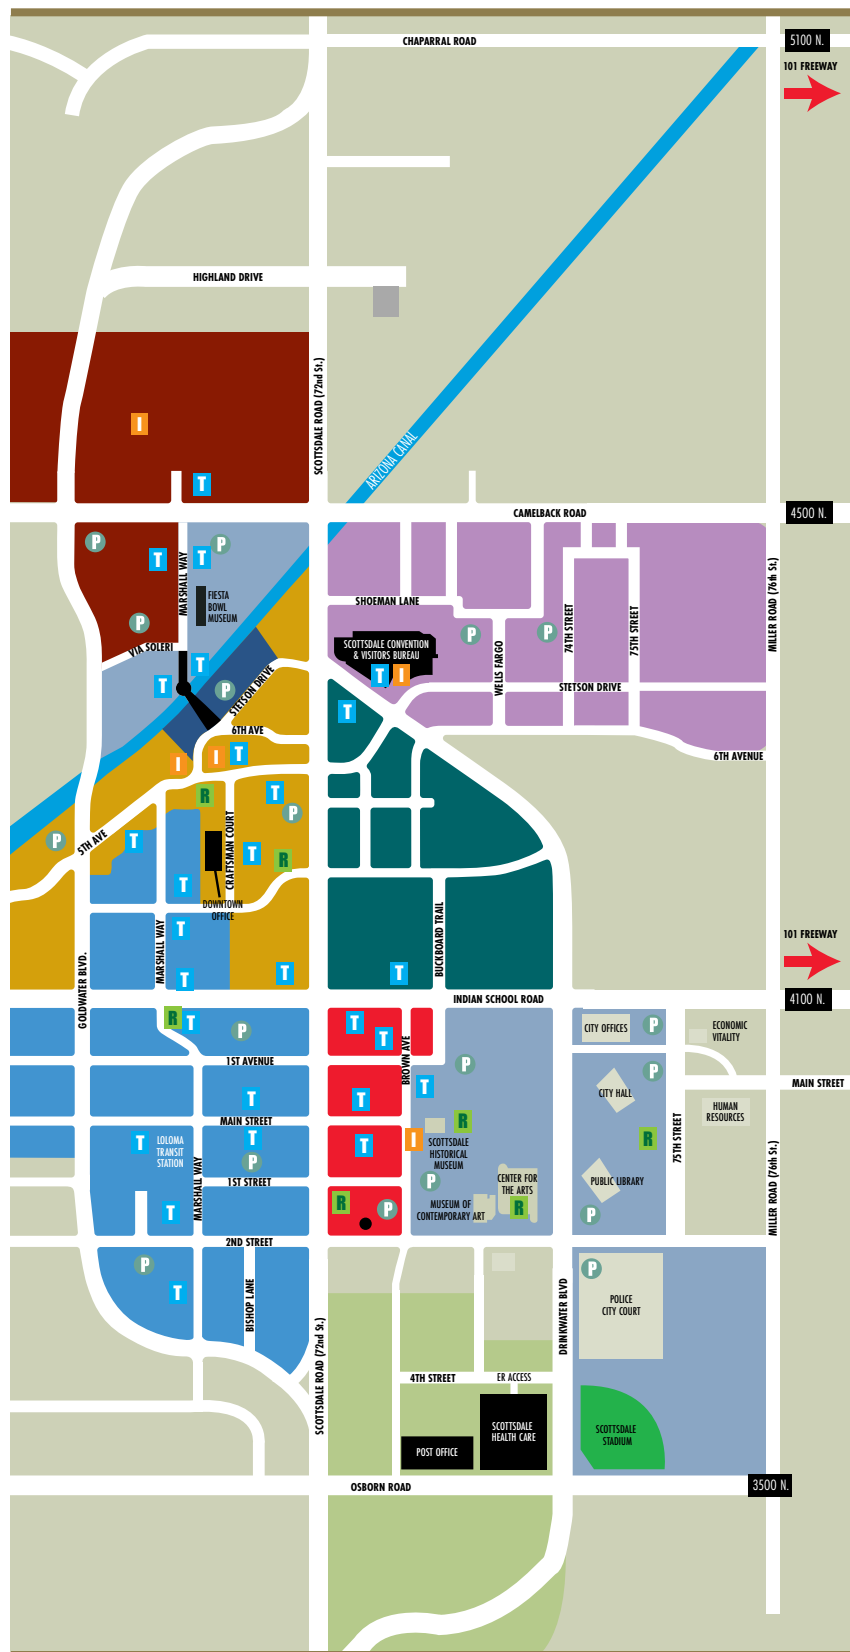 CHAPARRAL ROAD
5100 N.
101 FREEWAY
HIGHLAND DRIVE
SCOTTSDALE ROAD (72nd St.)
I
T
ARIZONA CANAL
CAMELBACK ROAD
4500 N.
P
T
T
P
MARSHALL WAY
FIESTA
BOWL
MUSEUM
SHOEMAN LANE
74TH STREET
75TH STREET
MILLER ROAD (76th St.)
P
VIA SOLERI
T
T
P
STETSON DRIVE
SCOTTSDALE CONVENTION
& VISITORS BUREAU
T
I
P
P
WELLS FARGO
STETSON DRIVE
T
6TH AVE
6TH AVENUE
I
I
T
R
T
P
P
5TH AVE
T
CRAFTSMAN COURT
T
R
T
DOWNTOWN
OFFICE
MARSHALL WAY
T
T
T
T
GOLDWATER BLVD.
BUCKBOARD TRAIL
101 FREEWAY
INDIAN SCHOOL ROAD
4100 N.
R
T
P
T
T
BROWN AVE
P
CITY OFFICES
P
ECONOMIC
VITALITY
1ST AVENUE
T
T
T
P
CITY HALL
MAIN STREET
HUMAN
RESOURCES
MAIN STREET
T
LOLOMA
TRANSIT
STATION
T
P
T
I
R
SCOTTSDALE
HISTORICAL
MUSEUM
R
75TH STREET
MILLER ROAD (76th St.)
1ST STREET
MARSHALL WAY
T
R
P
P
MUSEUM OF
CONTEMPORARY ART
CENTER FOR
THE ARTS
R
PUBLIC LIBRARY
P
2ND STREET
P
T
BISHOP LANE
SCOTTSDALE ROAD (72nd St.)
DRINKWATER BLVD
P
POLICE
CITY COURT
4TH STREET
ER ACCESS
SCOTTSDALE
HEALTH CARE
POST OFFICE
SCOTTSDALE
STADIUM
OSBORN ROAD
3500 N.